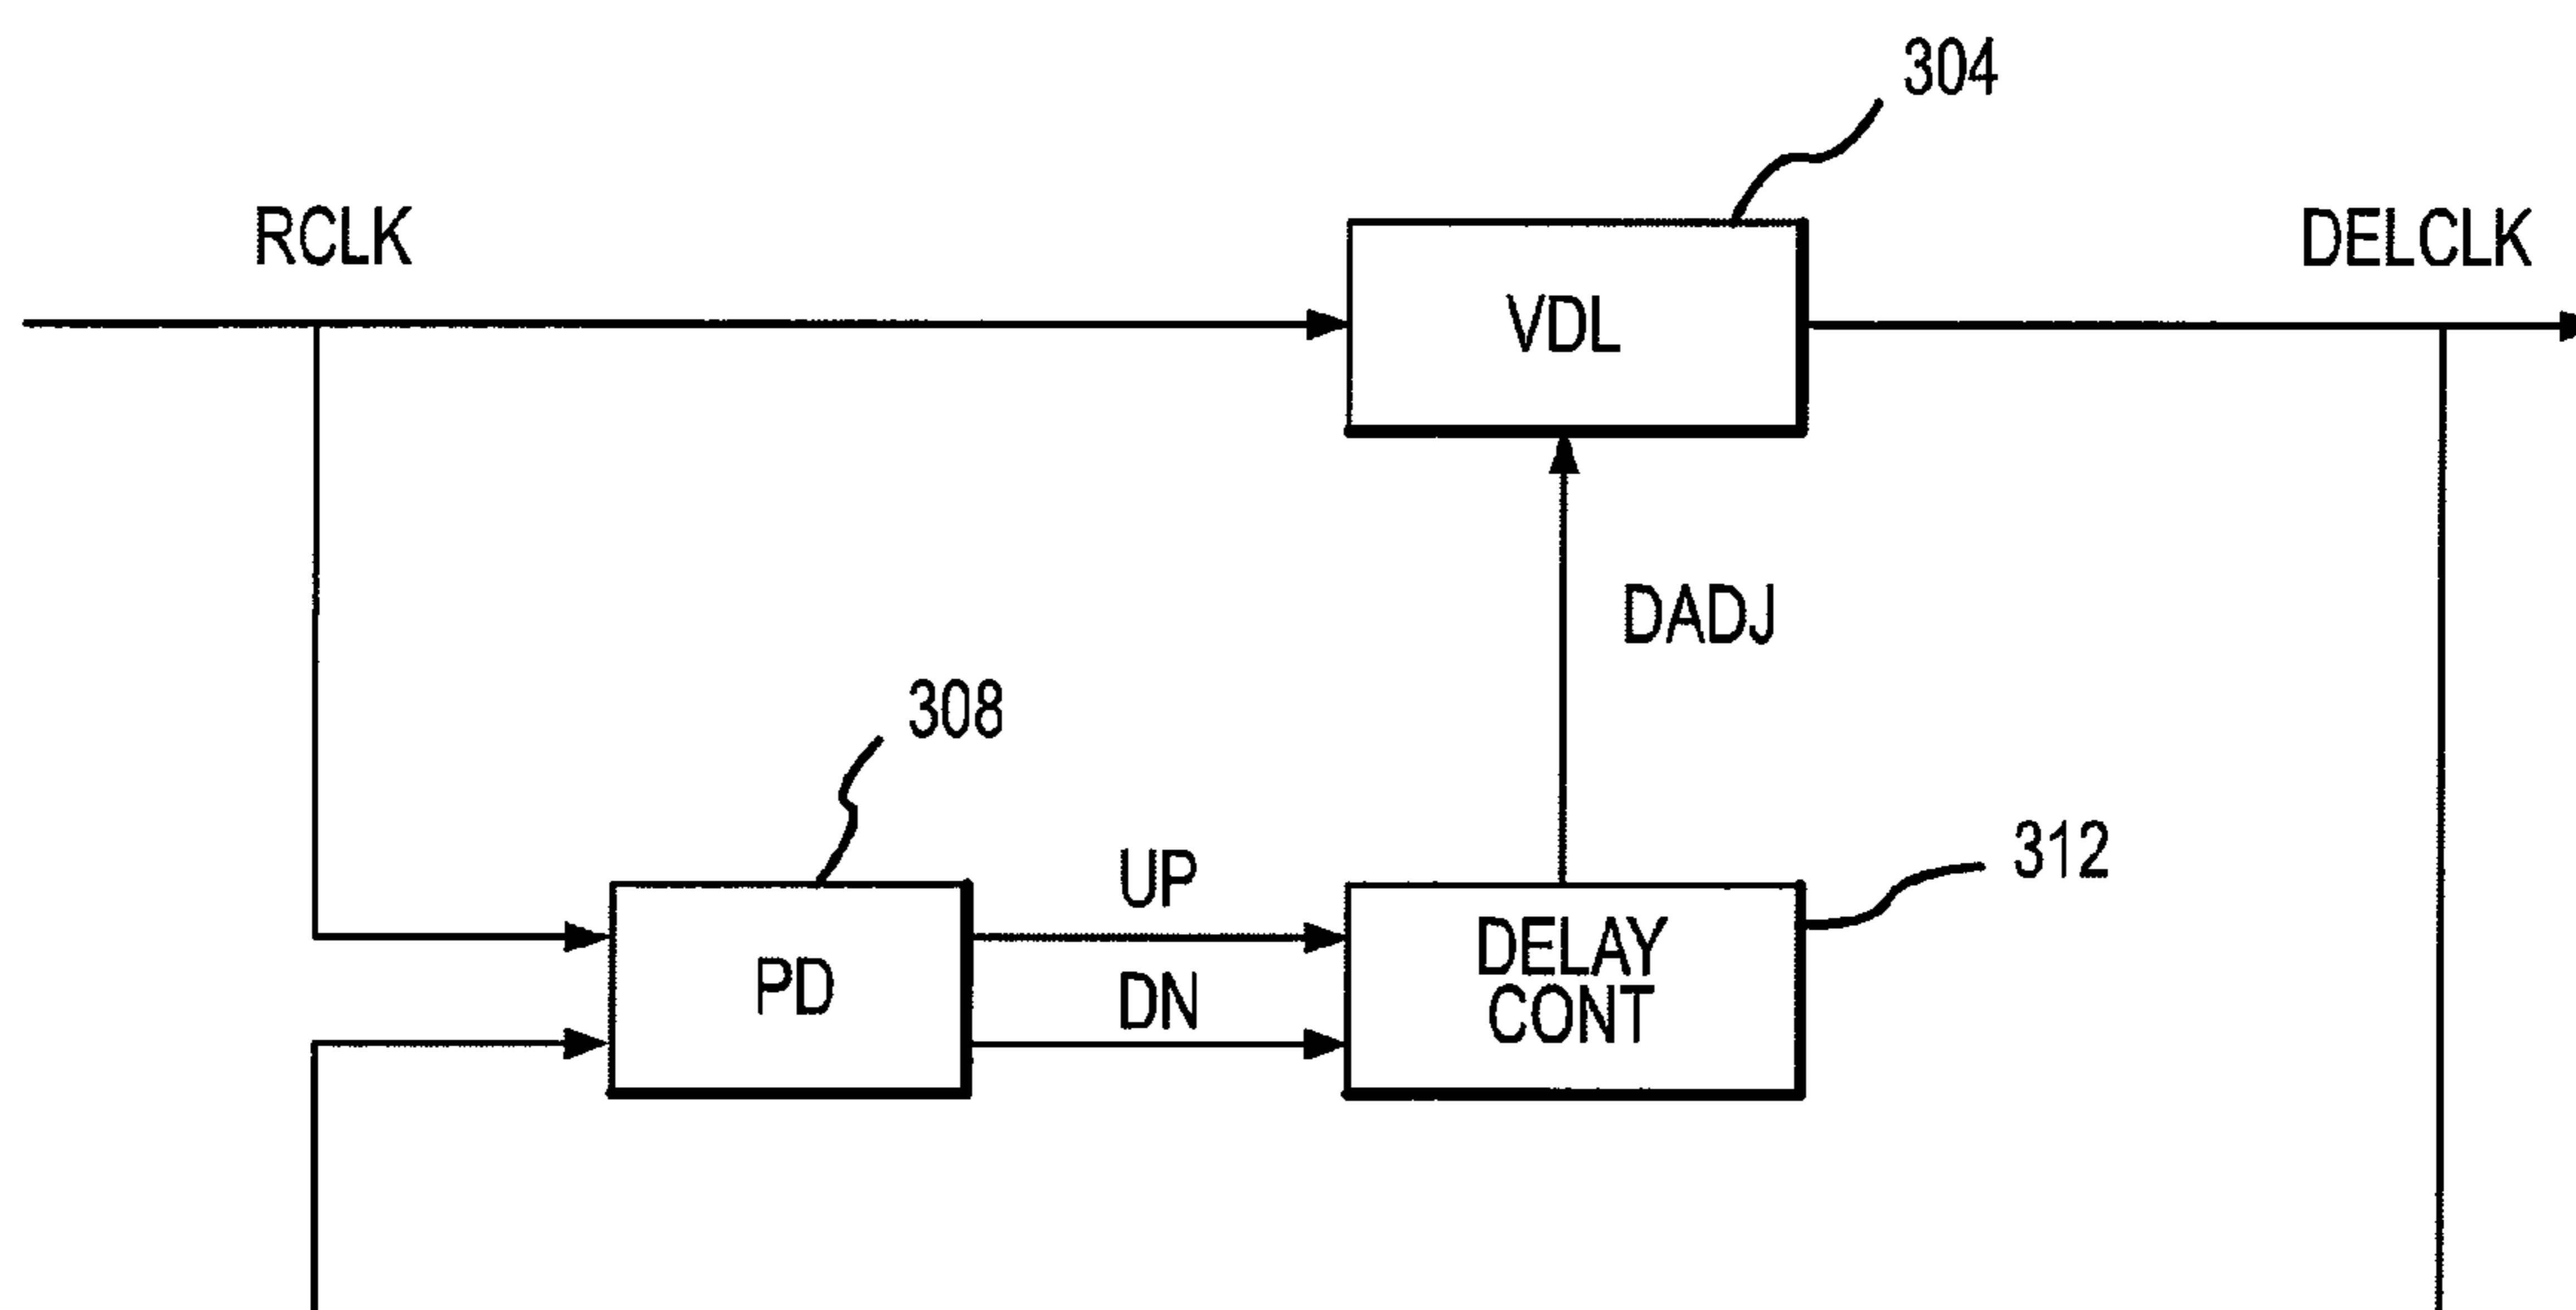 304
RCLK
DELCLK
VDL
DADJ
308
UP
312
DELAY
CONT
PD
DN